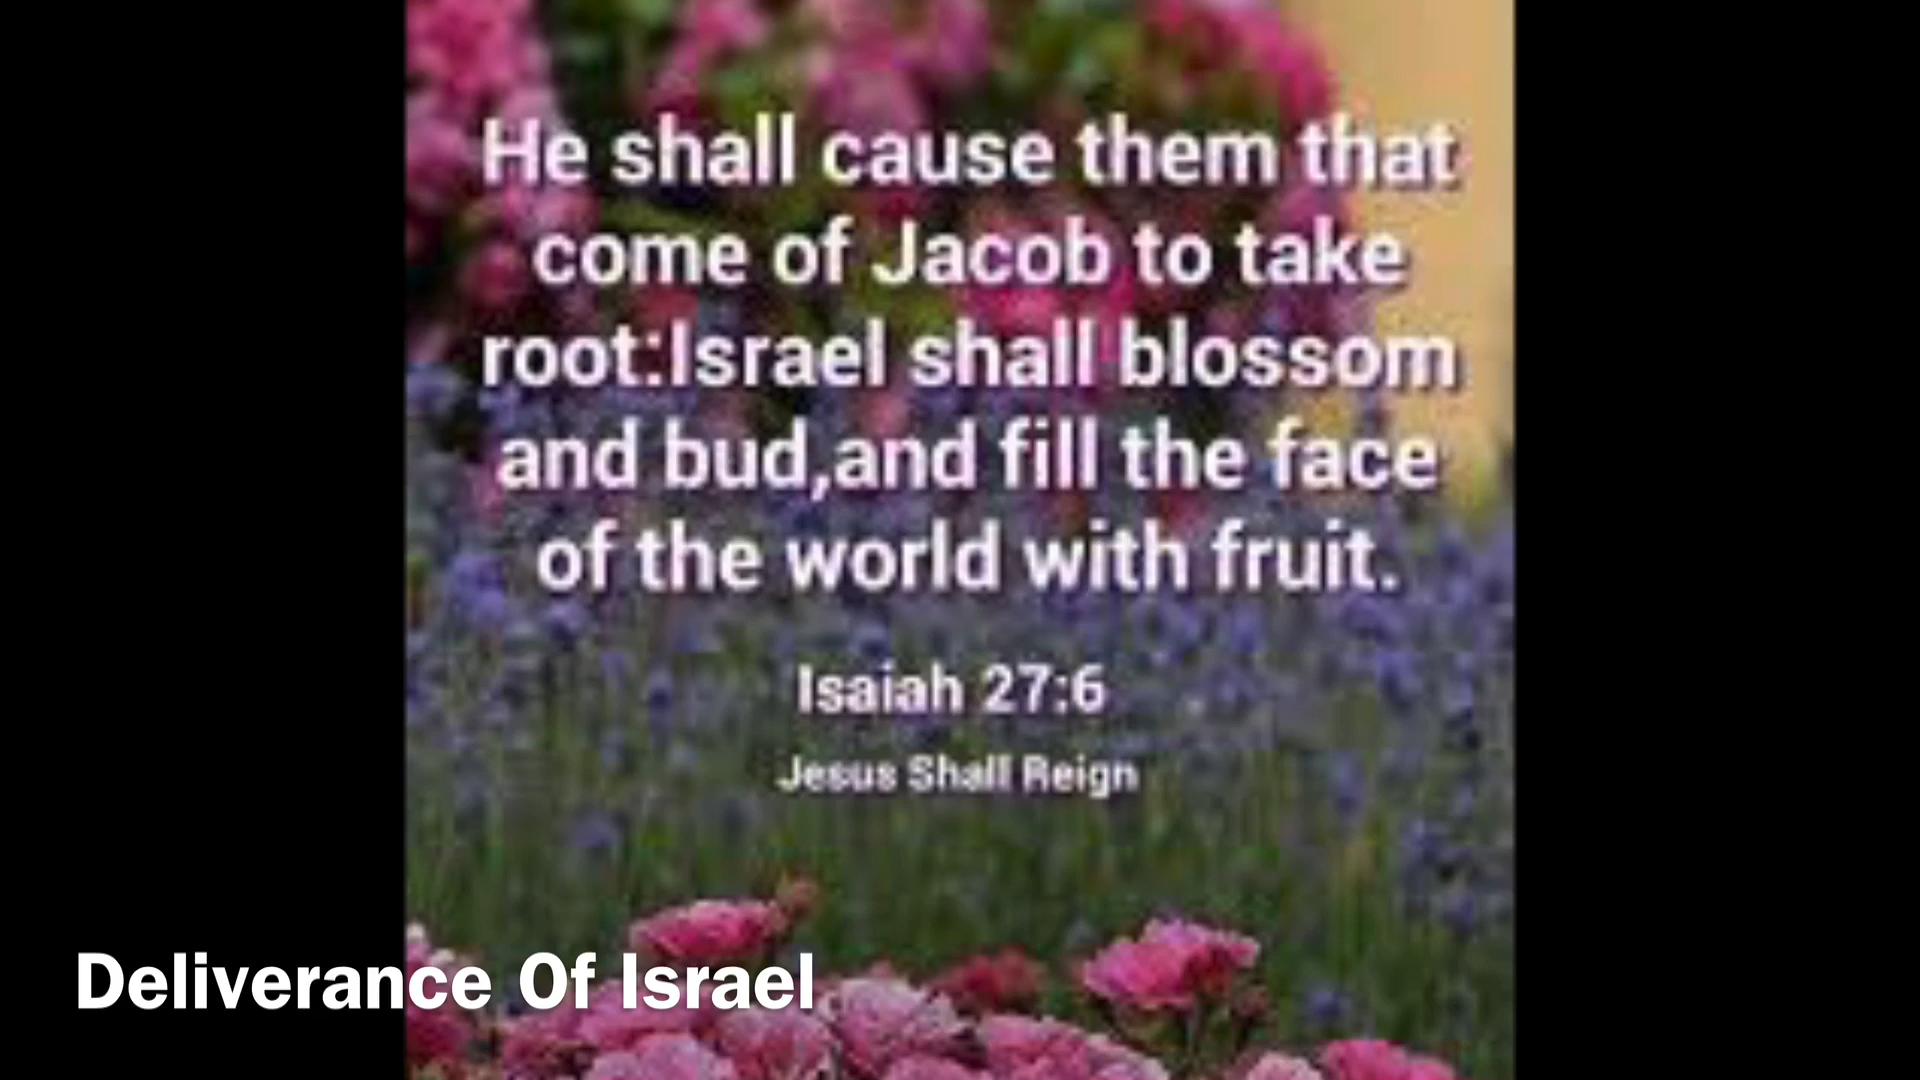 He shall cause them that
come of Jacob to take
root:Israel shall blossom
and bud,and fill the face
of the world with fruit.
Isaiah 27:6
Jesus Shall Reign
Deliverance Of Israel